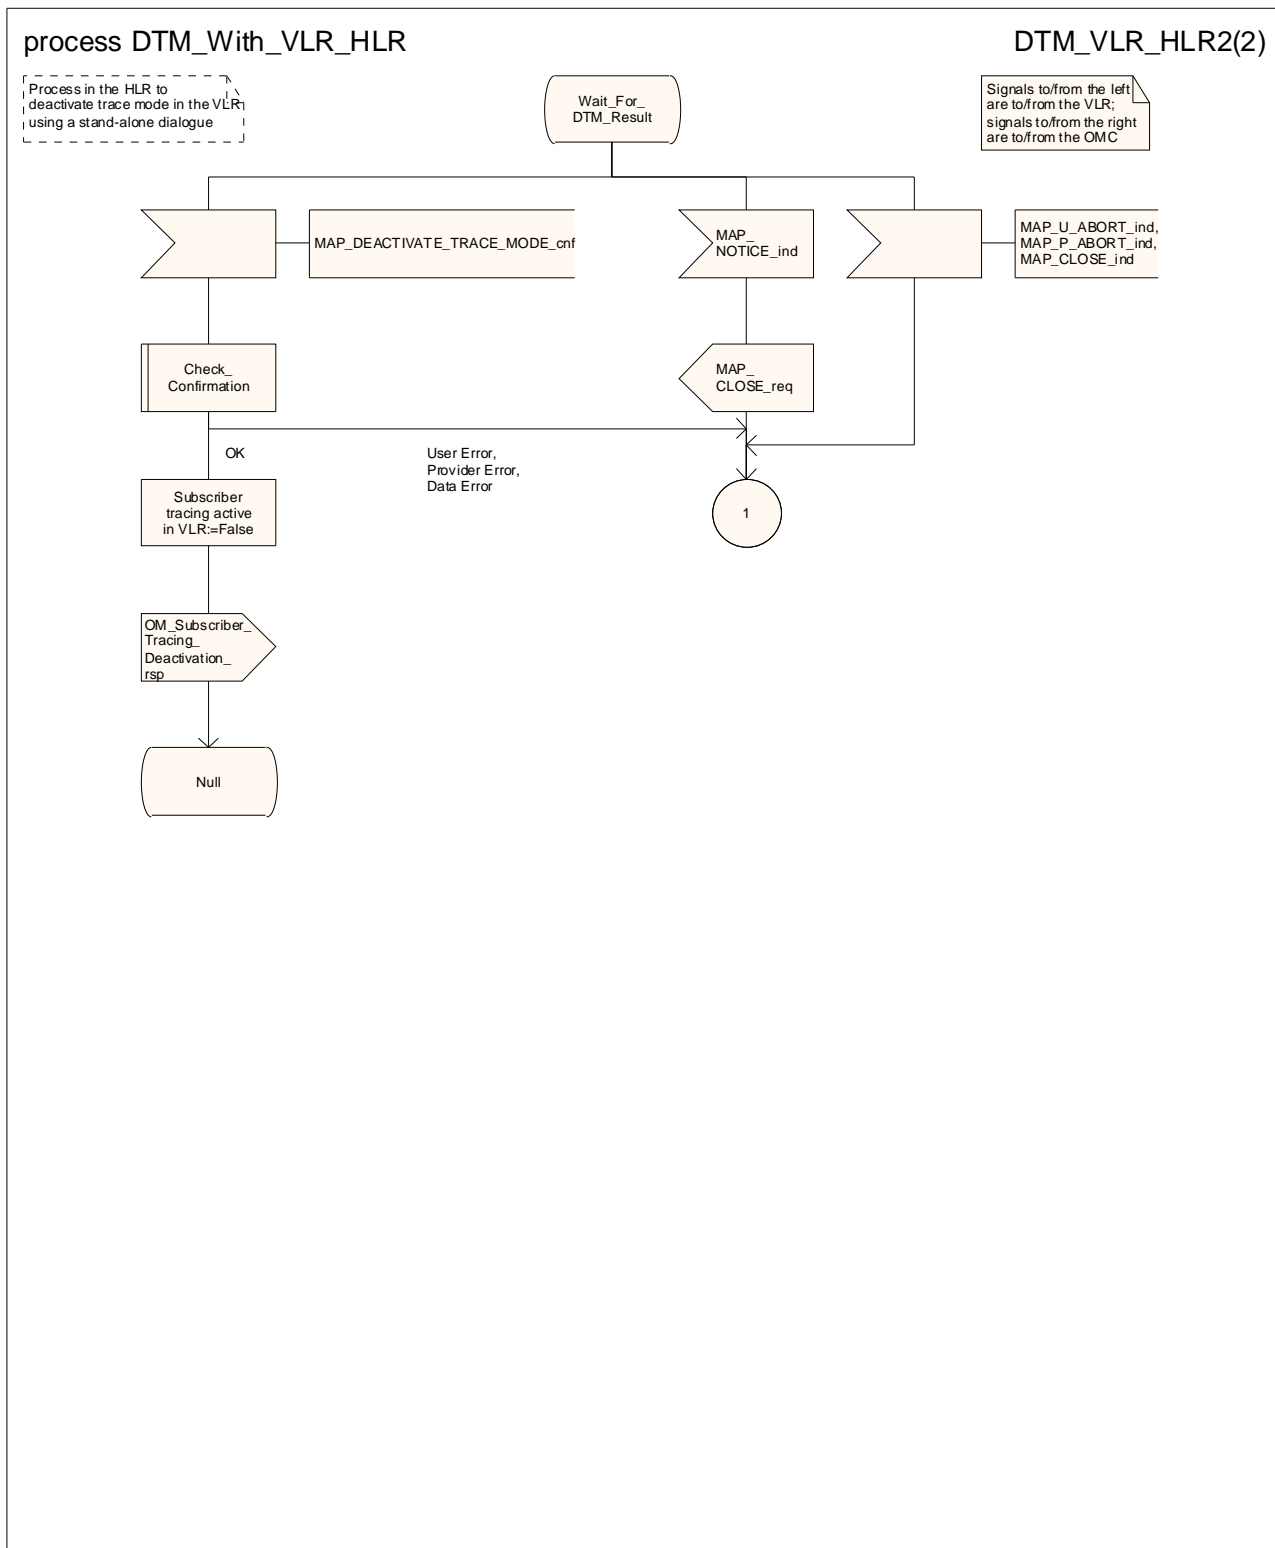 process DTM_With_VLR_HLR
DTM_VLR_HLR2(2)
Process in the HLR to
deactivate trace mode in the VLR
using a stand-alone dialogue
Wait_For_
DTM_Result
Signals to/from the left
are to/from the VLR;
signals to/from the right
are to/from the OMC
MAP_DEACTIVATE_TRACE_MODE_cnf
MAP_
NOTICE_ind
MAP_U_ABORT_ind,
MAP_P_ABORT_ind,
MAP_CLOSE_ind
Check_
Confirmation
MAP_
CLOSE_req
OK
User Error,
Provider Error,
Data Error
Subscriber
tracing active
in VLR:=False
1
OM_Subscriber_
Tracing_
Deactivation_
rsp
Null